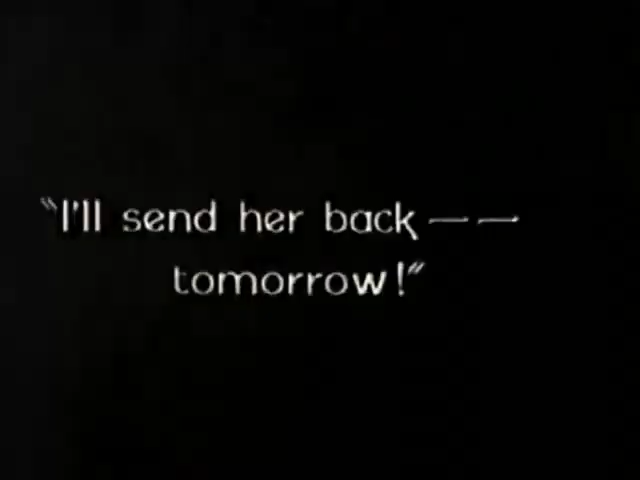 "I'll send her back — —
tomorrow!"